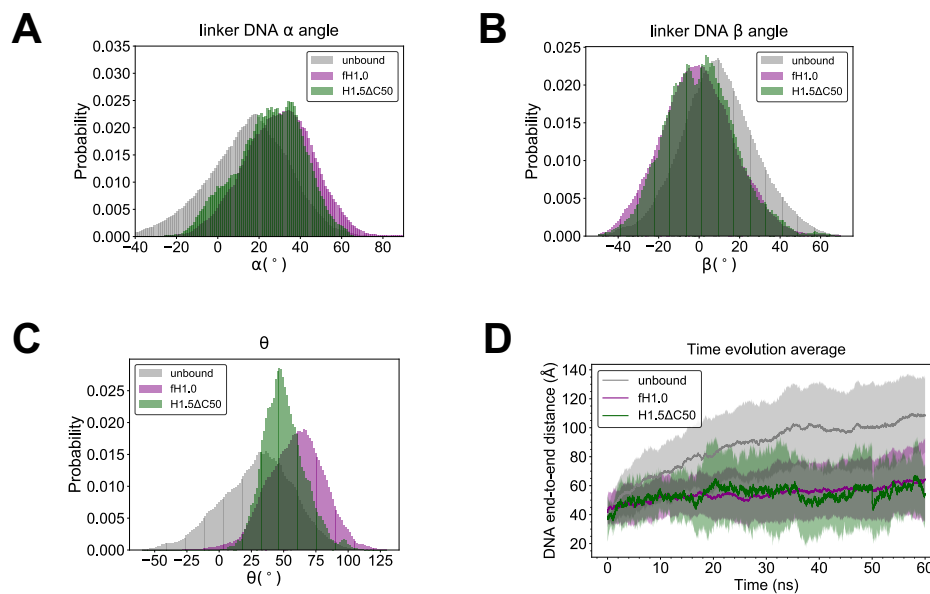 A
linker DNA α angle
0.035
0.030
0.025
0.020
0.015
0.010
0.005
0.000
Probability
unbound
fH1.0
H1.5ΔC50
−40 −20 0 20 40 60 80
α(°)
B
linker DNA β angle
0.025
0.020
0.015
0.010
0.005
0.000
Probability
unbound
fH1.0
H1.5ΔC50
−40 −20 0 20 40 60
β(°)
C
θ
0.025
0.020
0.015
0.010
0.005
0.000
Probability
unbound
fH1.0
H1.5ΔC50
−50 −25 0 25 50 75 100 125
θ(°)
D
Time evolution average
140
120
100
80
60
40
20
DNA end-to-end distance (Å)
unbound
fH1.0
H1.5ΔC50
0 10 20 30 40 50 60
Time (ns)